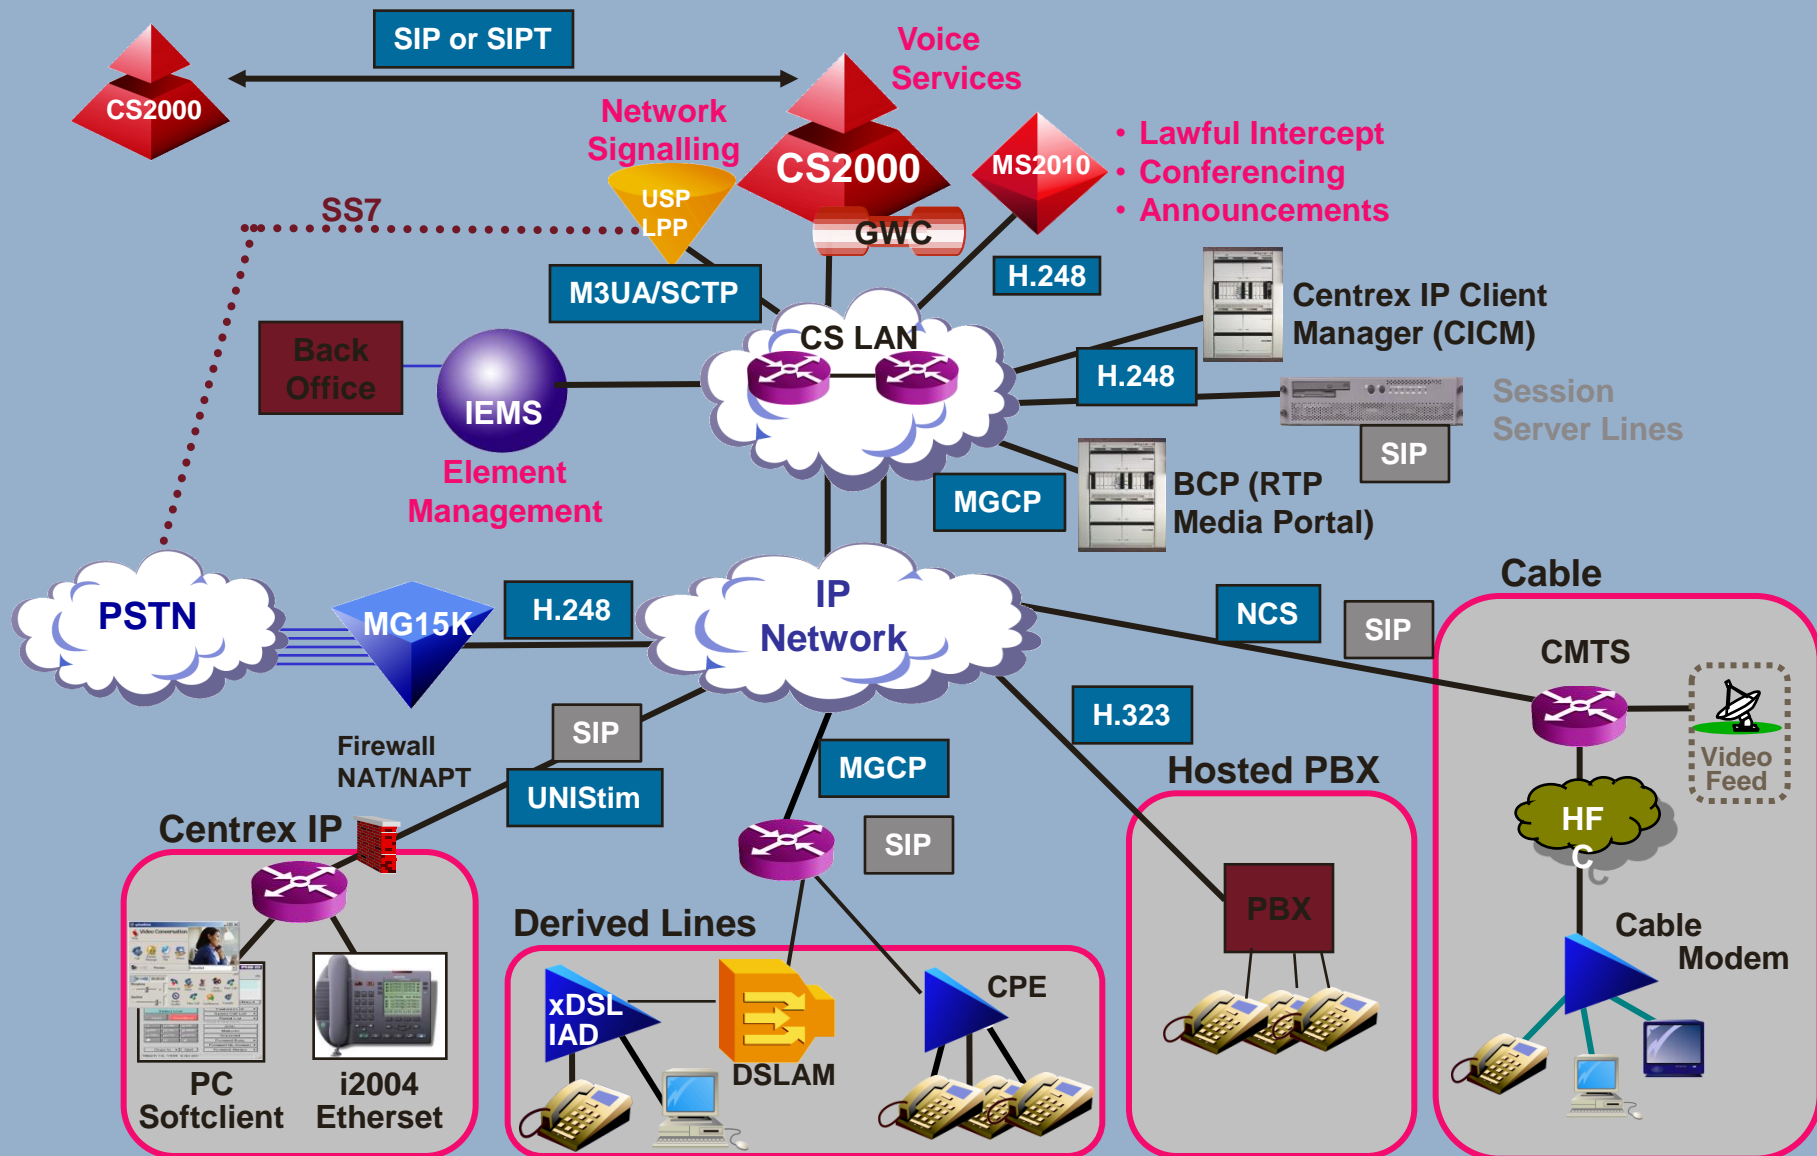 SIP or SIPT
Voice
Services
CS2000
Network
Signalling
CS2000
MS2010
• Lawful Intercept
• Conferencing
• Announcements
SS7
USP
LPP
GWC
M3UA/SCTP
H.248
Centrex IP Client
Manager (CICM)
CS LAN
Back
Office
IEMS
H.248
Session
Server Lines
SIP
Element
Management
MGCP
BCP (RTP
Media Portal)
Cable
PSTN
MG15K
H.248
IP
Network
NCS
SIP
CMTS
H.323
SIP
Firewall
NAT/NAPT
UNIStim
MGCP
Video
Feed
Hosted PBX
Centrex IP
SIP
HF
C
PBX
Derived Lines
Cable
Modem
CPE
xDSL
IAD
DSLAM
PC
Softclient
i2004
Etherset
Video Conversation